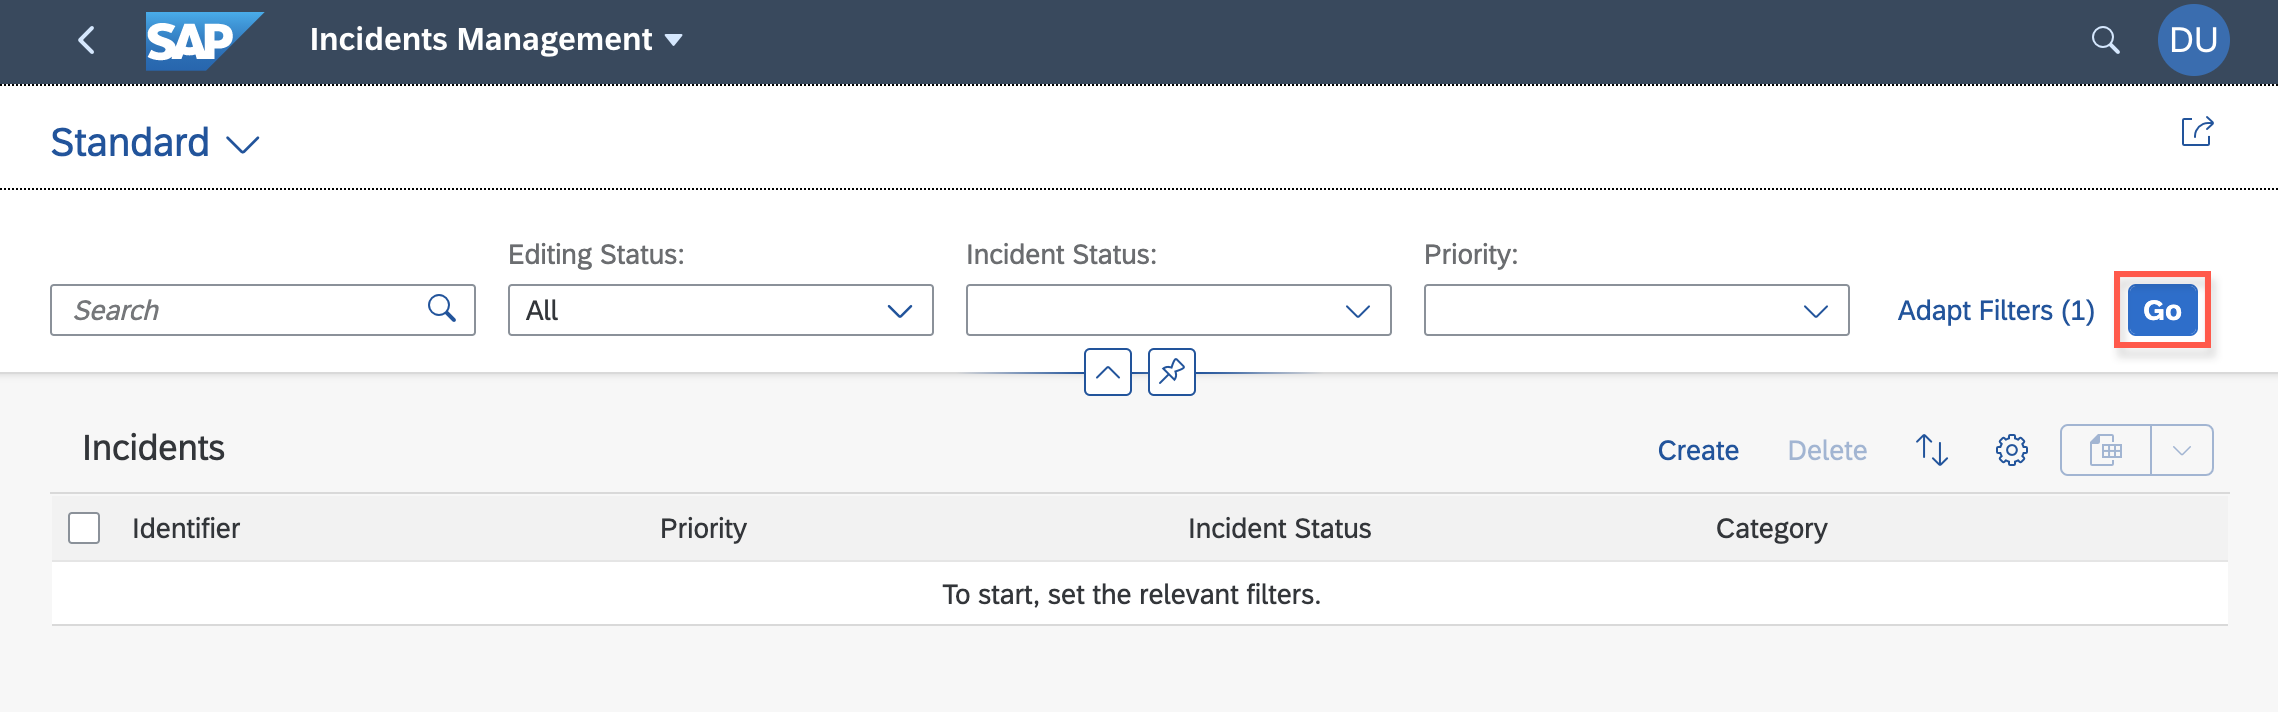 SAP Incidents Management DU
Standard
Editing Status: Incident Status: Priority:
Search All Adapt Filters (1) Go
Incidents Create Delete
Identifier Priority Incident Status Category
To start, set the relevant filters.